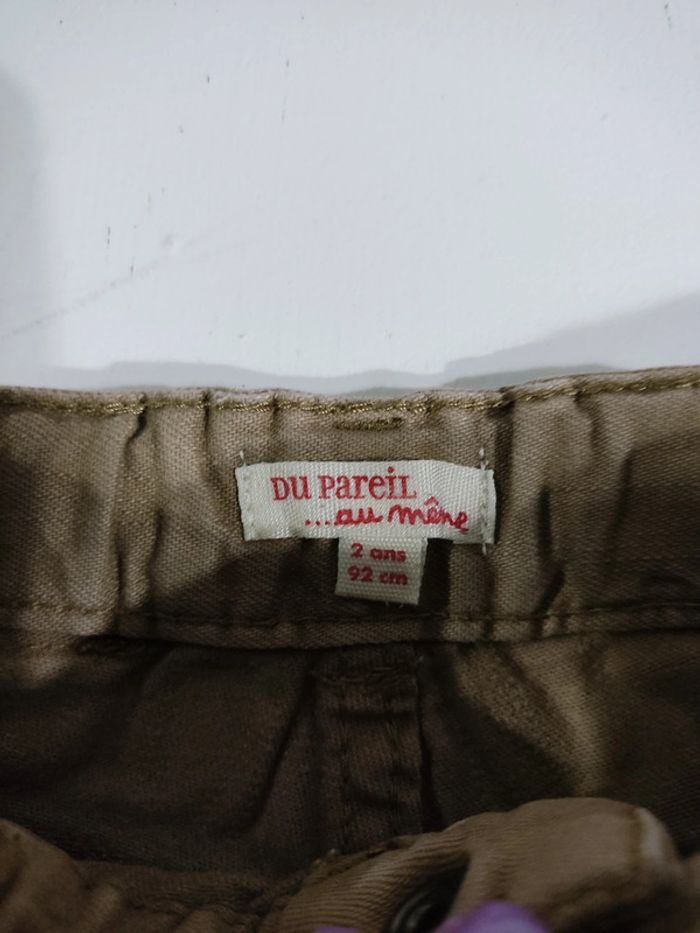 DU PareiL
...au même
2 ans
92 cm